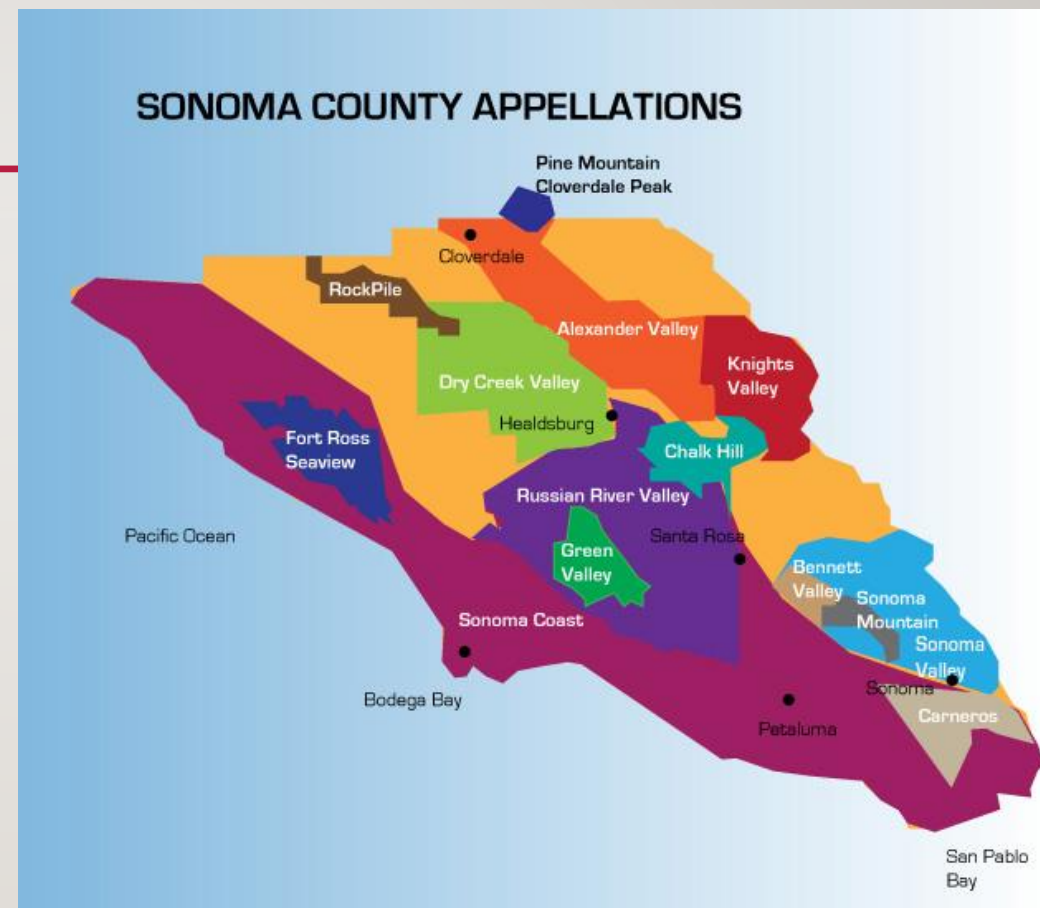 SONOMA COUNTY APPELLATIONS
Pine Mountain
Cloverdale Peak
Cloverdale
RockPile
Alexander Valley
Knights
Valley
Dry Creek Valley
Healdsburg
Fort Ross
Seaview
Chalk Hill
Russian River Valley
Pacific Ocean
Santa Rosa
Green
Valley
Bennett
Valley
Sonoma
Mountain
Sonoma Coast
Sonoma
Valley
Sonoma
Bodega Bay
Carneros
Petaluma
San Pablo
Bay